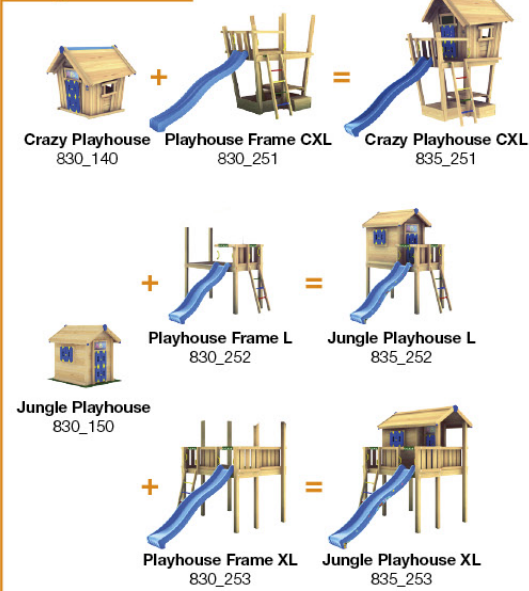 + =
Crazy Playhouse Playhouse Frame CXL Crazy Playhouse CXL
830_140 830_251 835_251
+ =
Playhouse Frame L Jungle Playhouse L
830_252 835_252
Jungle Playhouse
830_150
+ =
Playhouse Frame XL Jungle Playhouse XL
830_253 835_253